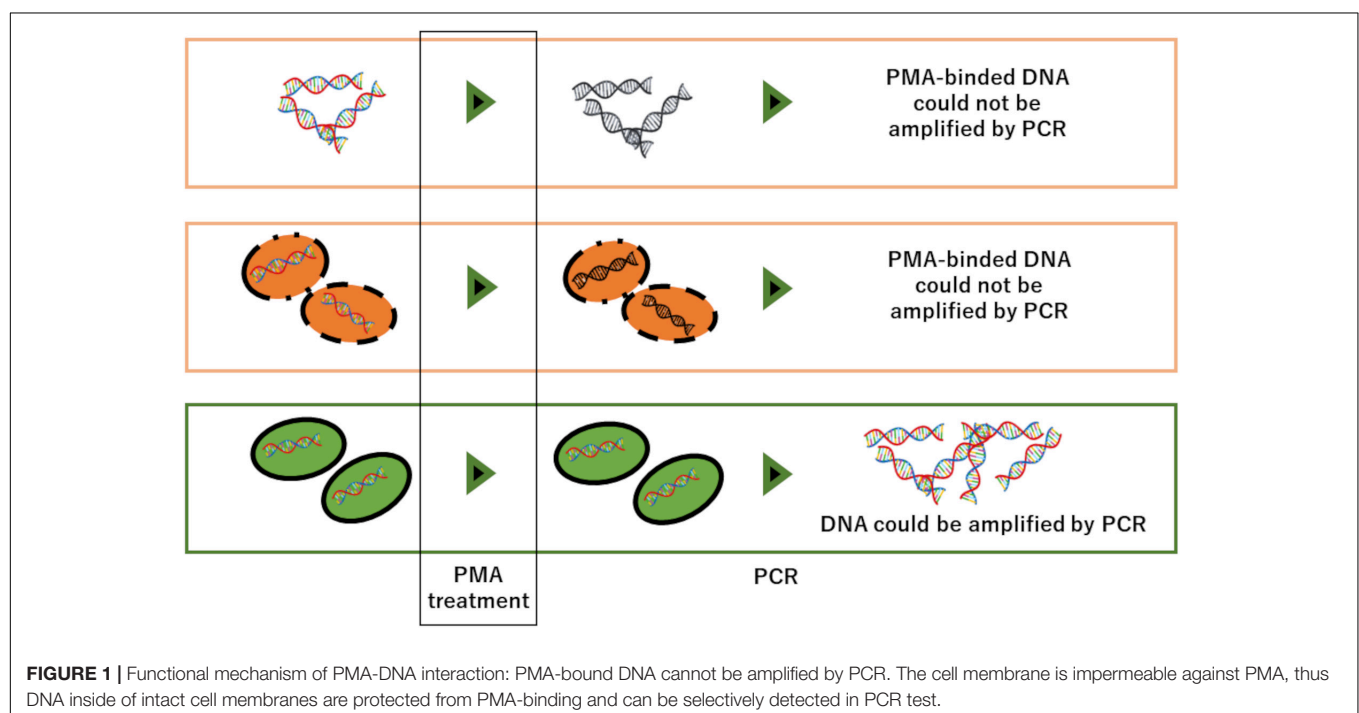 PMA-binded DNA
could not be
amplified by PCR
PMA-binded DNA
could not be
amplified by PCR
DNA could be amplified by PCR
PMA
treatment
PCR
FIGURE 1 | Functional mechanism of PMA-DNA interaction: PMA-bound DNA cannot be amplified by PCR. The cell membrane is impermeable against PMA, thus
DNA inside of intact cell membranes are protected from PMA-binding and can be selectively detected in PCR test.